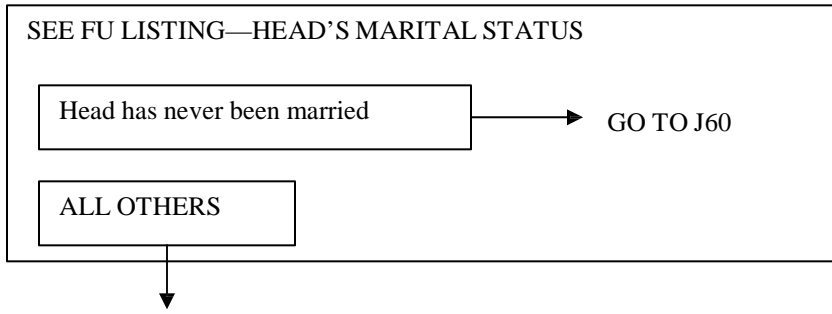 SEE FU LISTING—HEAD’S MARITAL STATUS
Head has never been married
GO TO J60
ALL OTHERS